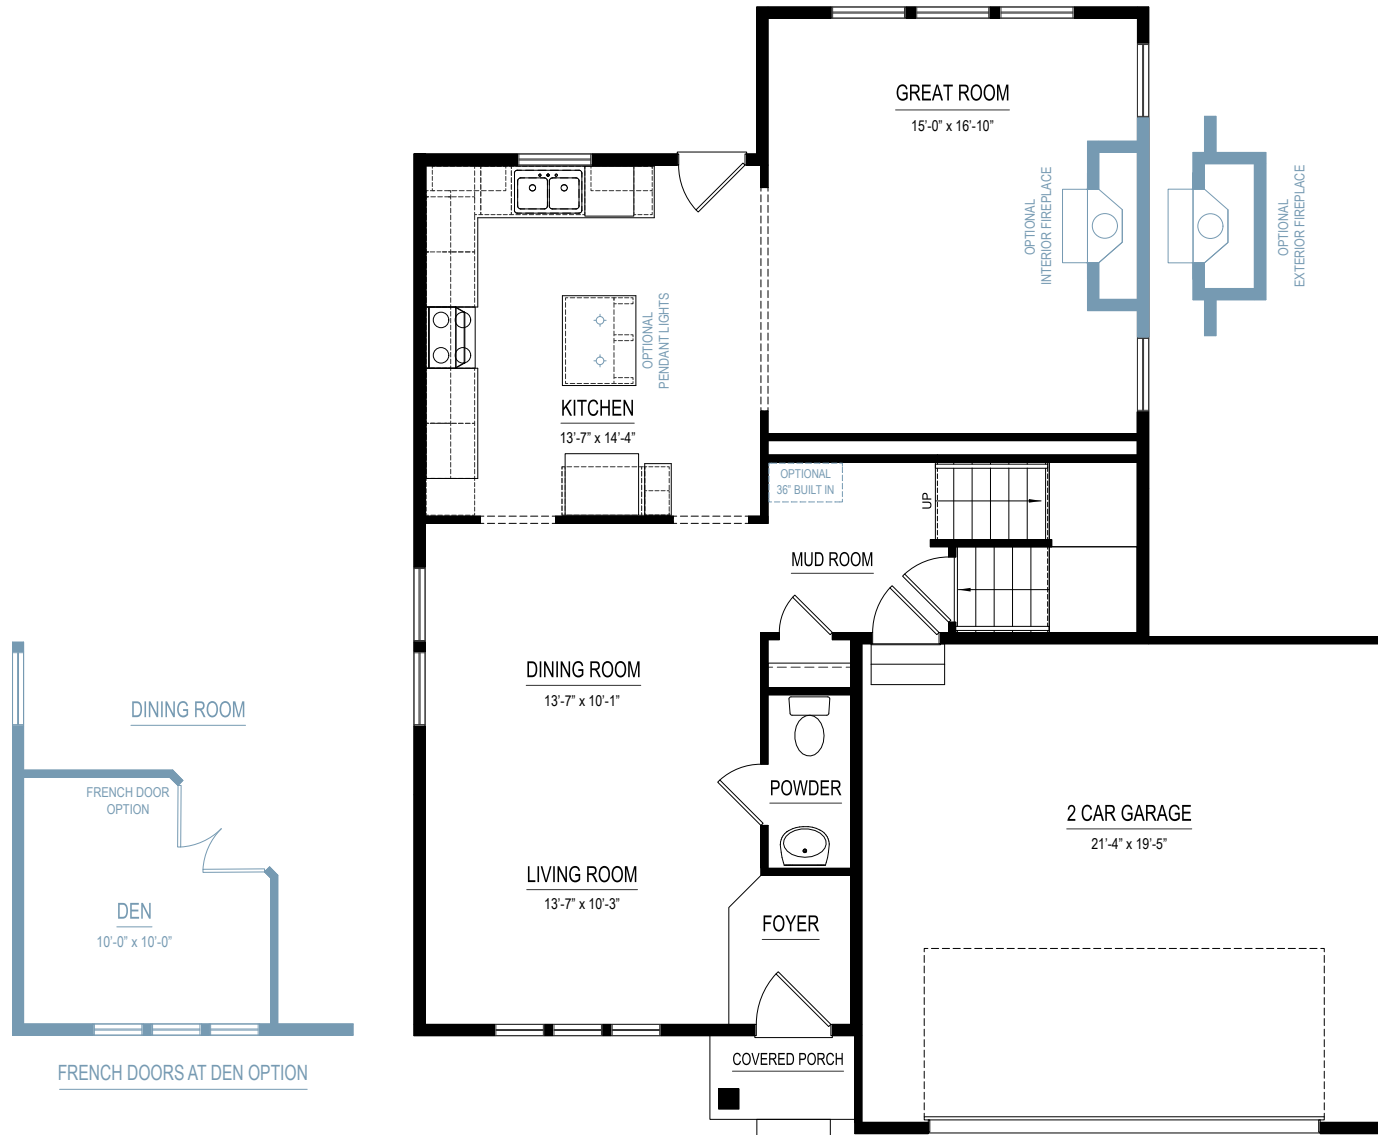 GREAT ROOM
15'-0” x 16'-10”
OPTIONAL
INTERIOR FIREPLACE
OPTIONAL
EXTERIOR FIREPLACE
OPTIONAL
PENDANT LIGHTS
KITCHEN
13'-7” x 14'-4”
OPTIONAL
36” BUILT IN
UP
MUD ROOM
DINING ROOM
13'-7” x 10'-1”
DINING ROOM
FRENCH DOOR
OPTION
POWDER
2 CAR GARAGE
21'-4” x 19'-5”
LIVING ROOM
13'-7” x 10'-3”
DEN
10'-0” x 10'-0”
FOYER
COVERED PORCH
FRENCH DOORS AT DEN OPTION